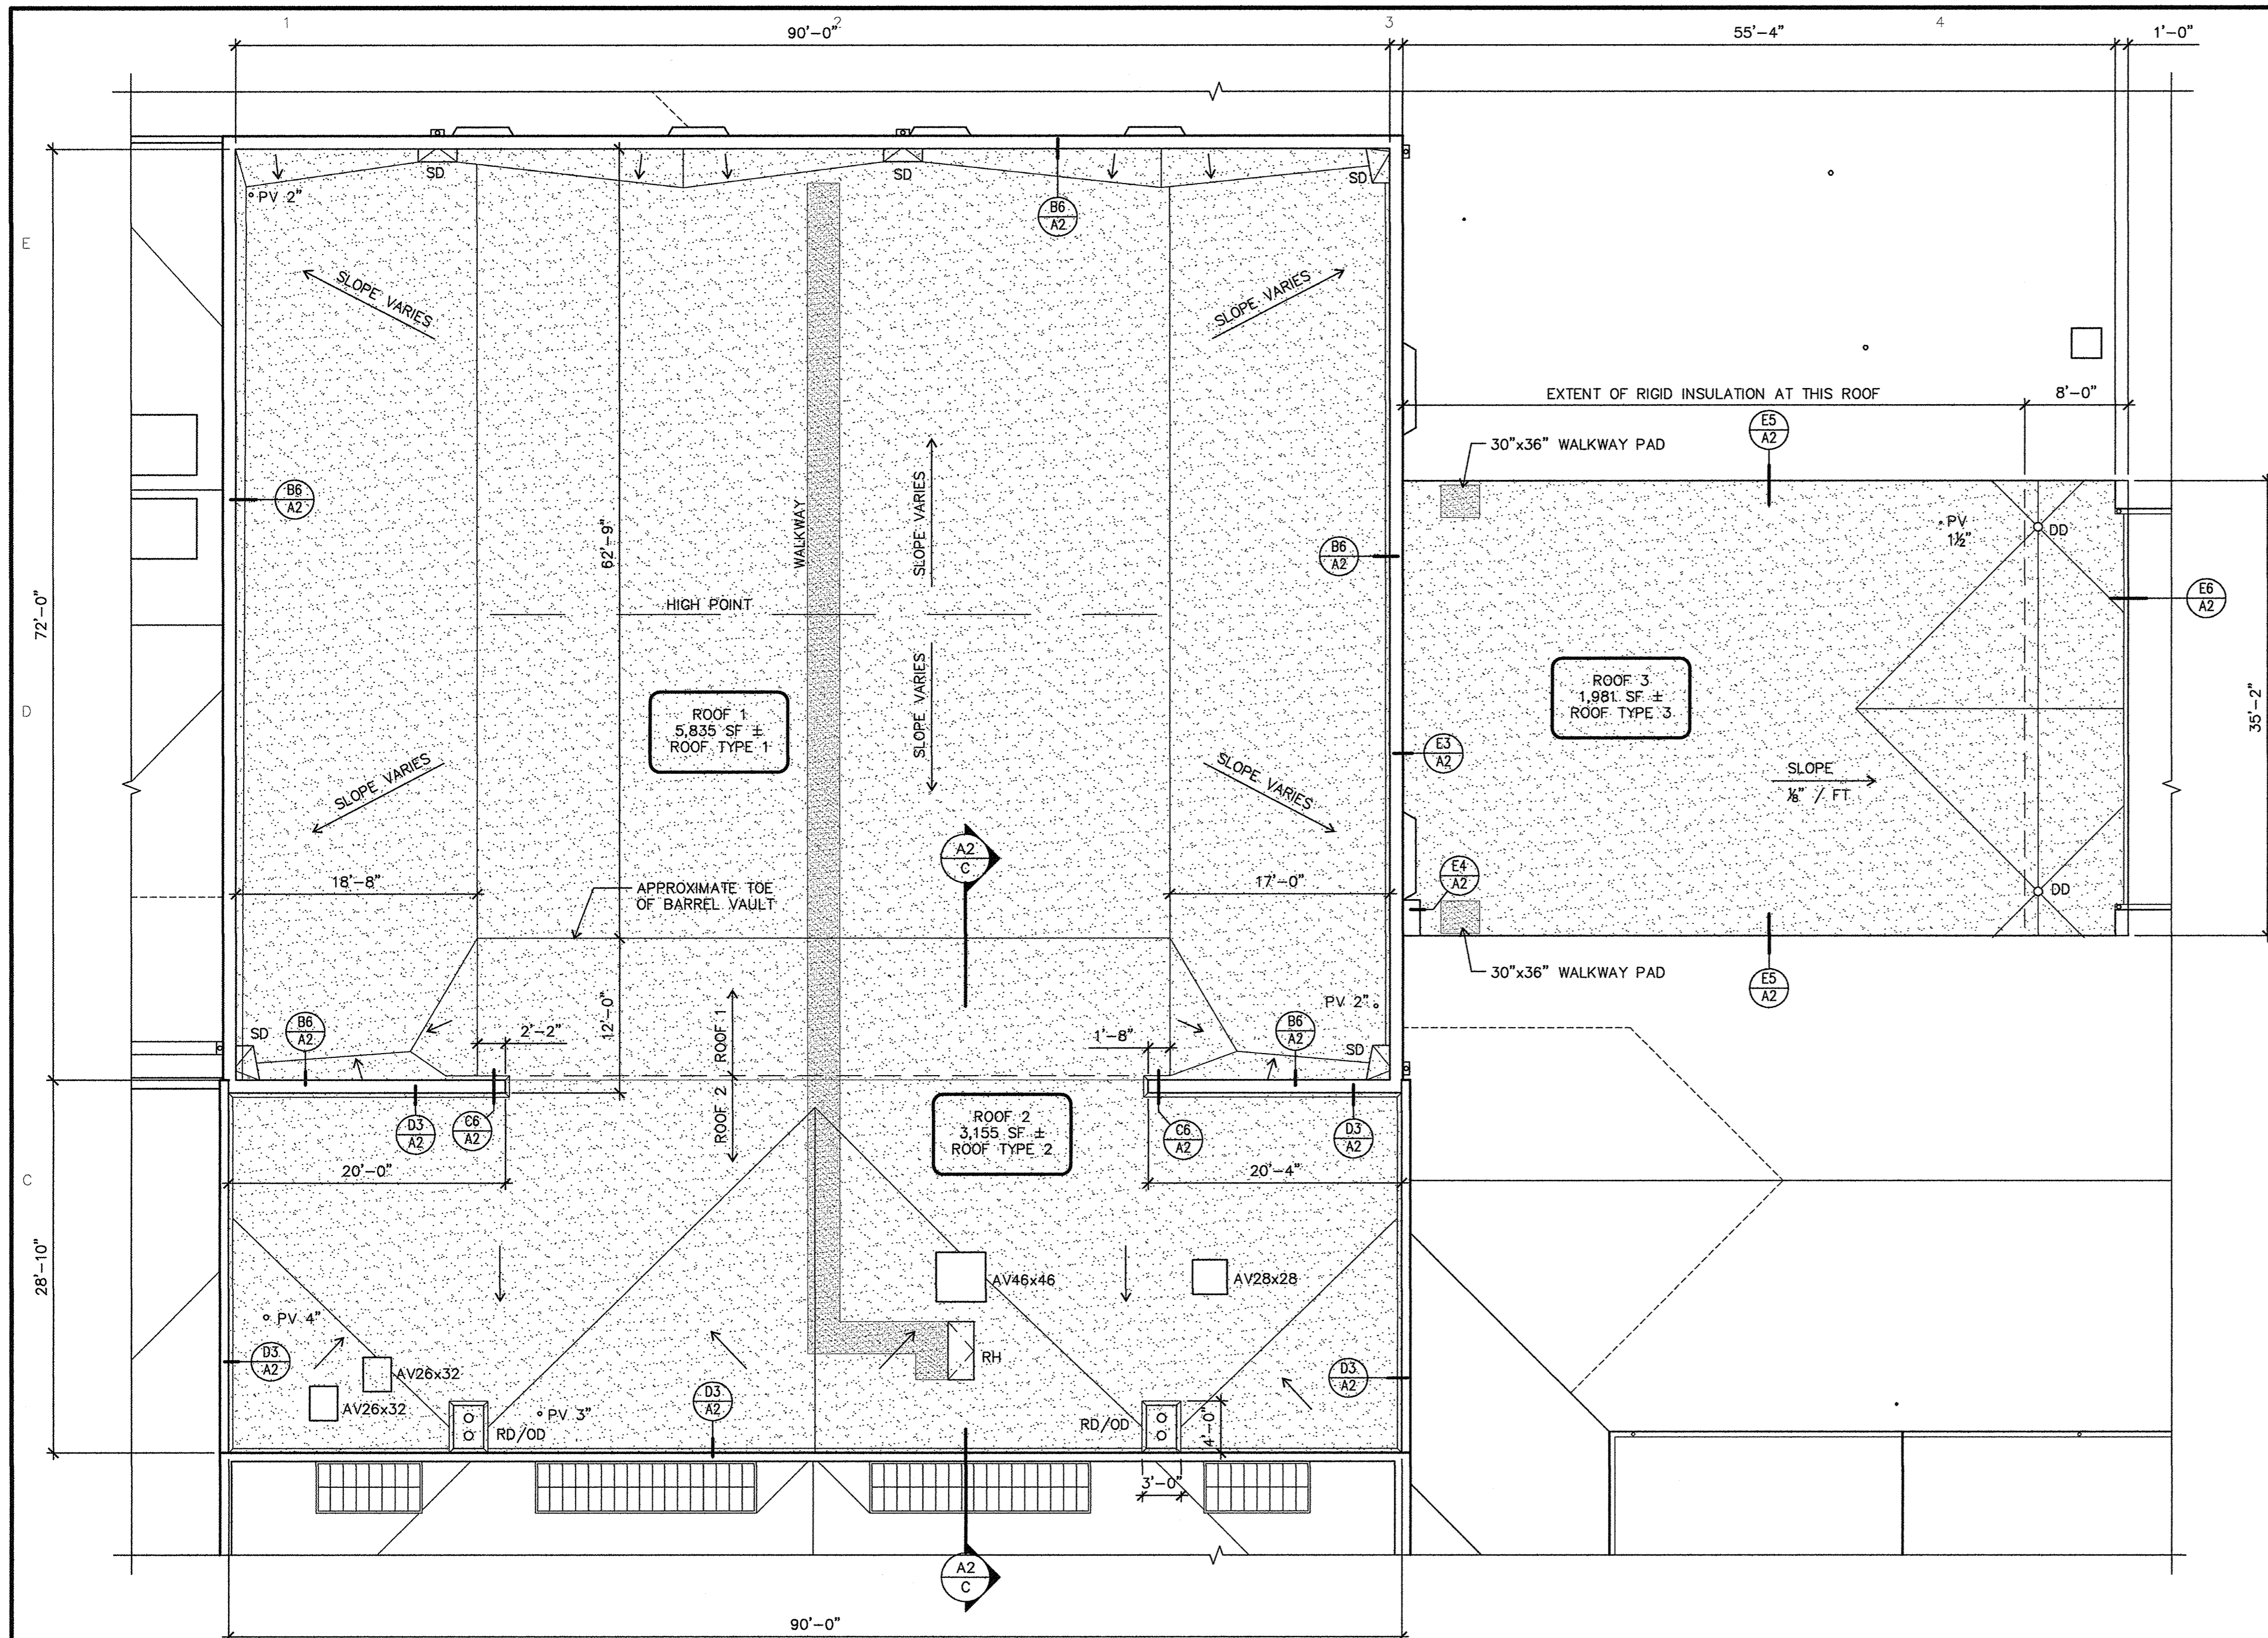 1
2
3
4
90'-0"
55'-4"
1'-0"
SD
SD
SD
PV 2"
B6
A2
E
SLOPE VARIES
SLOPE VARIES
EXTENT OF RIGID INSULATION AT THIS ROOF
8'-0"
E5
A2
30"x36" WALKWAY PAD
B6
A2
62'-9"
WALKWAY
SLOPE VARIES
B6
A2
PV
1½"
DD
E6
A2
72'-0"
HIGH POINT
SLOPE VARIES
ROOF 1
5,835 SF ±
ROOF TYPE 1
ROOF 3
1,981 SF ±
ROOF TYPE 3
35'-2"
D
E3
A2
SLOPE
⅛" / FT
SLOPE VARIES
SLOPE VARIES
A2
C
18'-8"
APPROXIMATE TOE
OF BARREL VAULT
17'-0"
E4
A2
DD
30"x36" WALKWAY PAD
E5
A2
PV 2"
SD
B6
A2
2'-2"
12'-0"
ROOF 1
ROOF 2
1'-8"
B6
A2
SD
D3
A2
C6
A2
ROOF 2
3,155 SF ±
ROOF TYPE 2
C6
A2
D3
A2
C
20'-0"
20'-4"
28'-10"
AV46x46
AV28x28
PV 4"
D3
A2
AV26x32
AV26x32
RH
D3
A2
D3
A2
PV 3"
RD/OD
RD/OD
4'-0"
3'-0"
A2
C
90'-0"